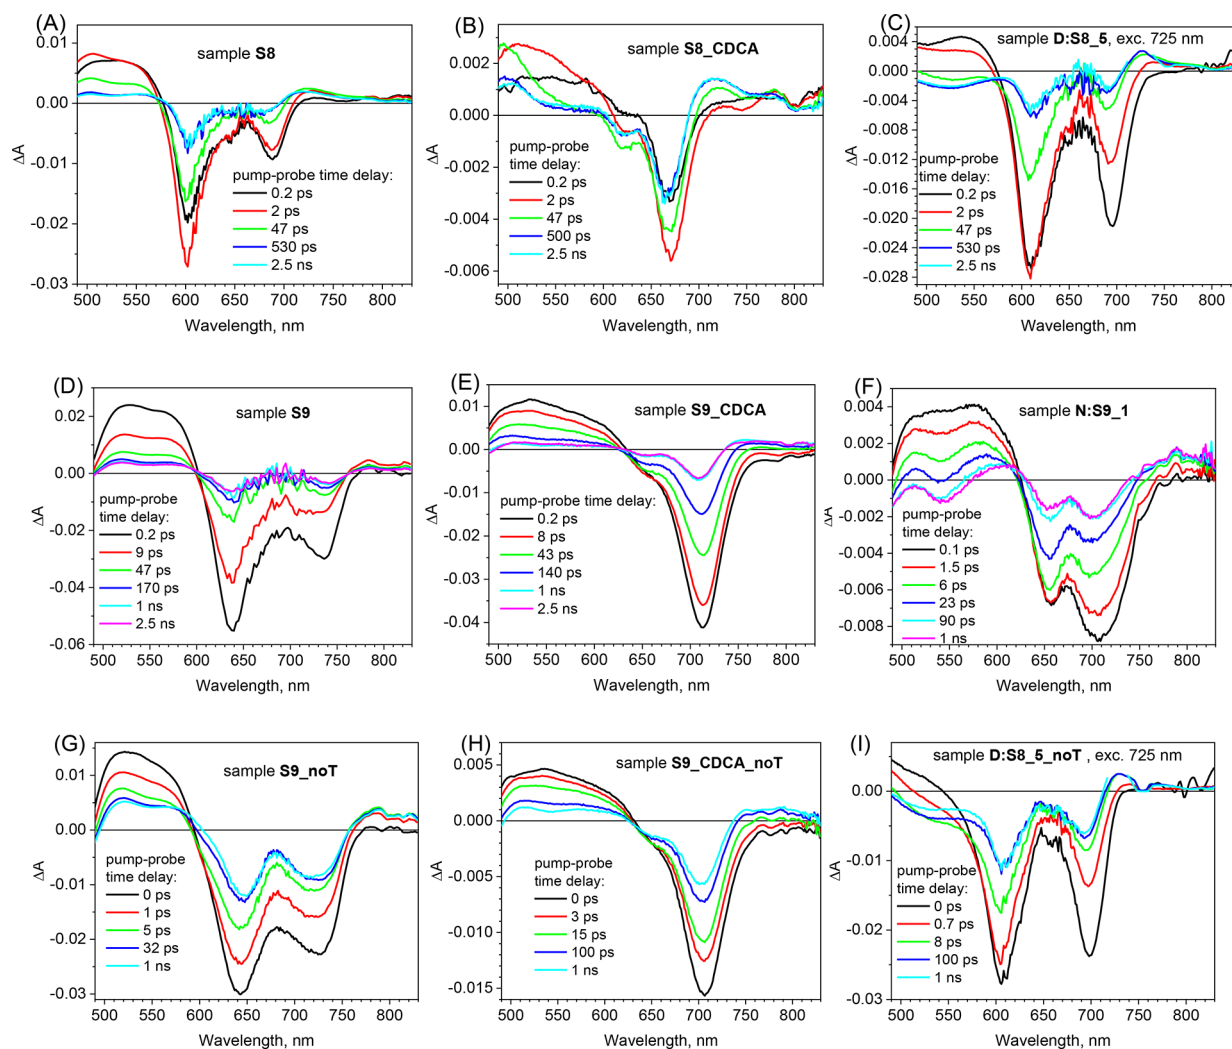 (A)
sample S8
0.01
0.00
-0.01
-0.02
-0.03
ΔA
pump-probe
time delay:
0.2 ps
2 ps
47 ps
530 ps
2.5 ns
500 550 600 650 700 750 800
Wavelength, nm
(B)
sample S8_CDCA
0.002
0.000
-0.002
-0.004
-0.006
ΔA
pump-probe
time delay:
0.2 ps
2 ps
47 ps
500 ps
2.5 ns
500 550 600 650 700 750 800
Wavelength, nm
(C)
sample D:S8_5, exc. 725 nm
0.004
0.000
-0.004
-0.008
-0.012
-0.016
-0.020
-0.024
-0.028
ΔA
pump-probe
time delay:
0.2 ps
2 ps
47 ps
530 ps
2.5 ns
500 550 600 650 700 750 800
Wavelength, nm
(D)
sample S9
0.02
0.00
-0.02
-0.04
-0.06
ΔA
pump-probe
time delay:
0.2 ps
9 ps
47 ps
170 ps
1 ns
2.5 ns
500 550 600 650 700 750 800
Wavelength, nm
(E)
sample S9_CDCA
0.01
0.00
-0.01
-0.02
-0.03
-0.04
ΔA
pump-probe time delay:
0.2 ps
8 ps
43 ps
140 ps
1 ns
2.5 ns
500 550 600 650 700 750 800
Wavelength, nm
(F)
sample N:S9_1
0.004
0.002
0.000
-0.002
-0.004
-0.006
-0.008
ΔA
pump-probe
time delay:
0.1 ps
1.5 ps
6 ps
23 ps
90 ps
1 ns
500 550 600 650 700 750 800
Wavelength, nm
(G)
sample S9_noT
0.01
0.00
-0.01
-0.02
-0.03
ΔA
pump-probe
time delay:
0 ps
1 ps
5 ps
32 ps
1 ns
500 550 600 650 700 750 800
Wavelength, nm
(H)
sample S9_CDCA_noT
0.005
0.000
-0.005
-0.010
-0.015
ΔA
pump-probe
time delay:
0 ps
3 ps
15 ps
100 ps
1 ns
500 550 600 650 700 750 800
Wavelength, nm
(I)
sample D:S8_5_noT , exc. 725 nm
0.00
-0.01
-0.02
-0.03
ΔA
pump-probe
time delay:
0 ps
0.7 ps
8 ps
100 ps
1 ns
500 550 600 650 700 750 800
Wavelength, nm